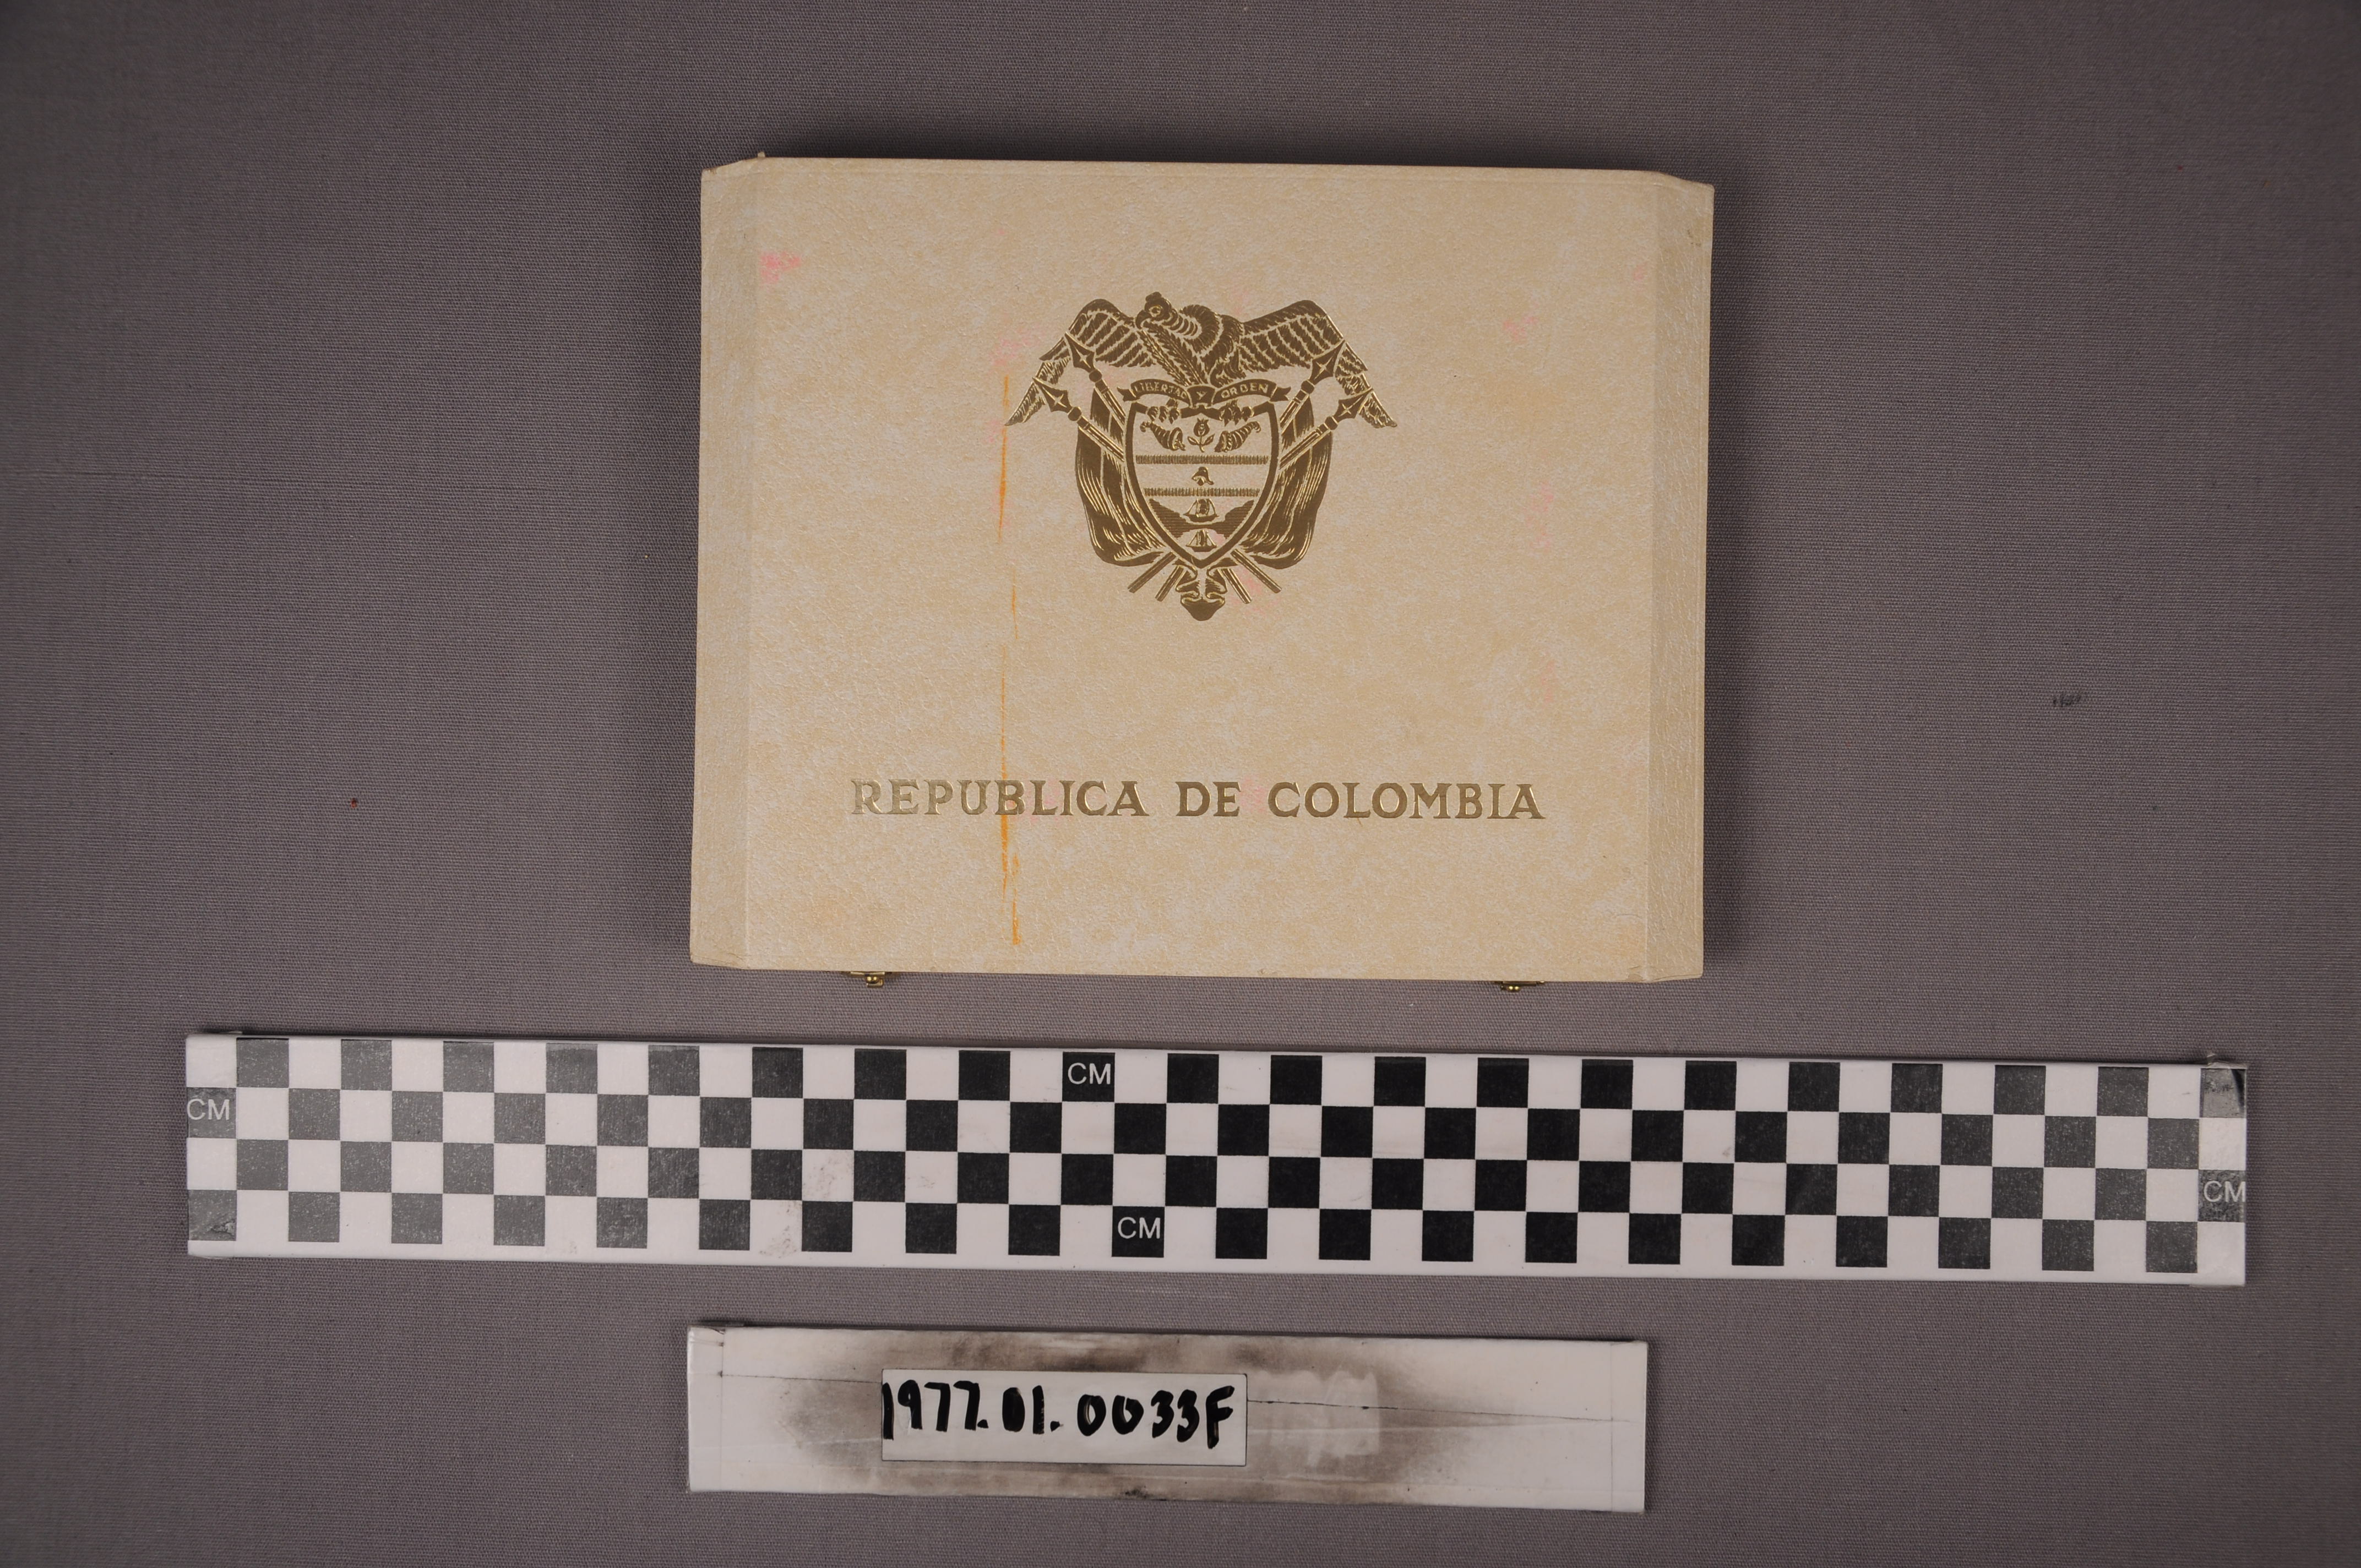 LIBERTAD Y ORDEN
REPUBLICA DE COLOMBIA
CM
CM
CM
CM
1977.01.0033F